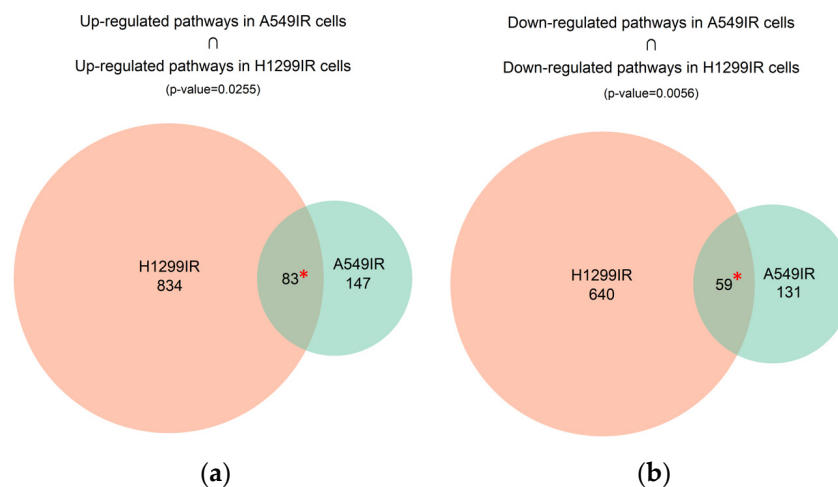 Up-regulated pathways in A549IR cells
∩
Up-regulated pathways in H1299IR cells
(p-value=0.0255)
H1299IR
834
83*
A549IR
147
(a)
Down-regulated pathways in A549IR cells
∩
Down-regulated pathways in H1299IR cells
(p-value=0.0056)
H1299IR
640
59*
A549IR
131
(b)